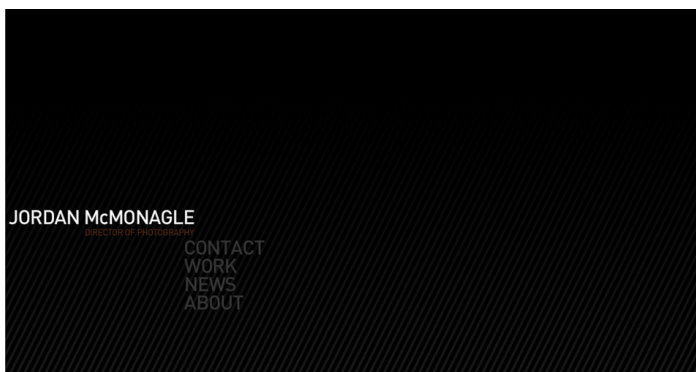 JORDAN McMONAGLE
DIRECTOR OF PHOTOGRAPHY
CONTACT
WORK
NEWS
ABOUT